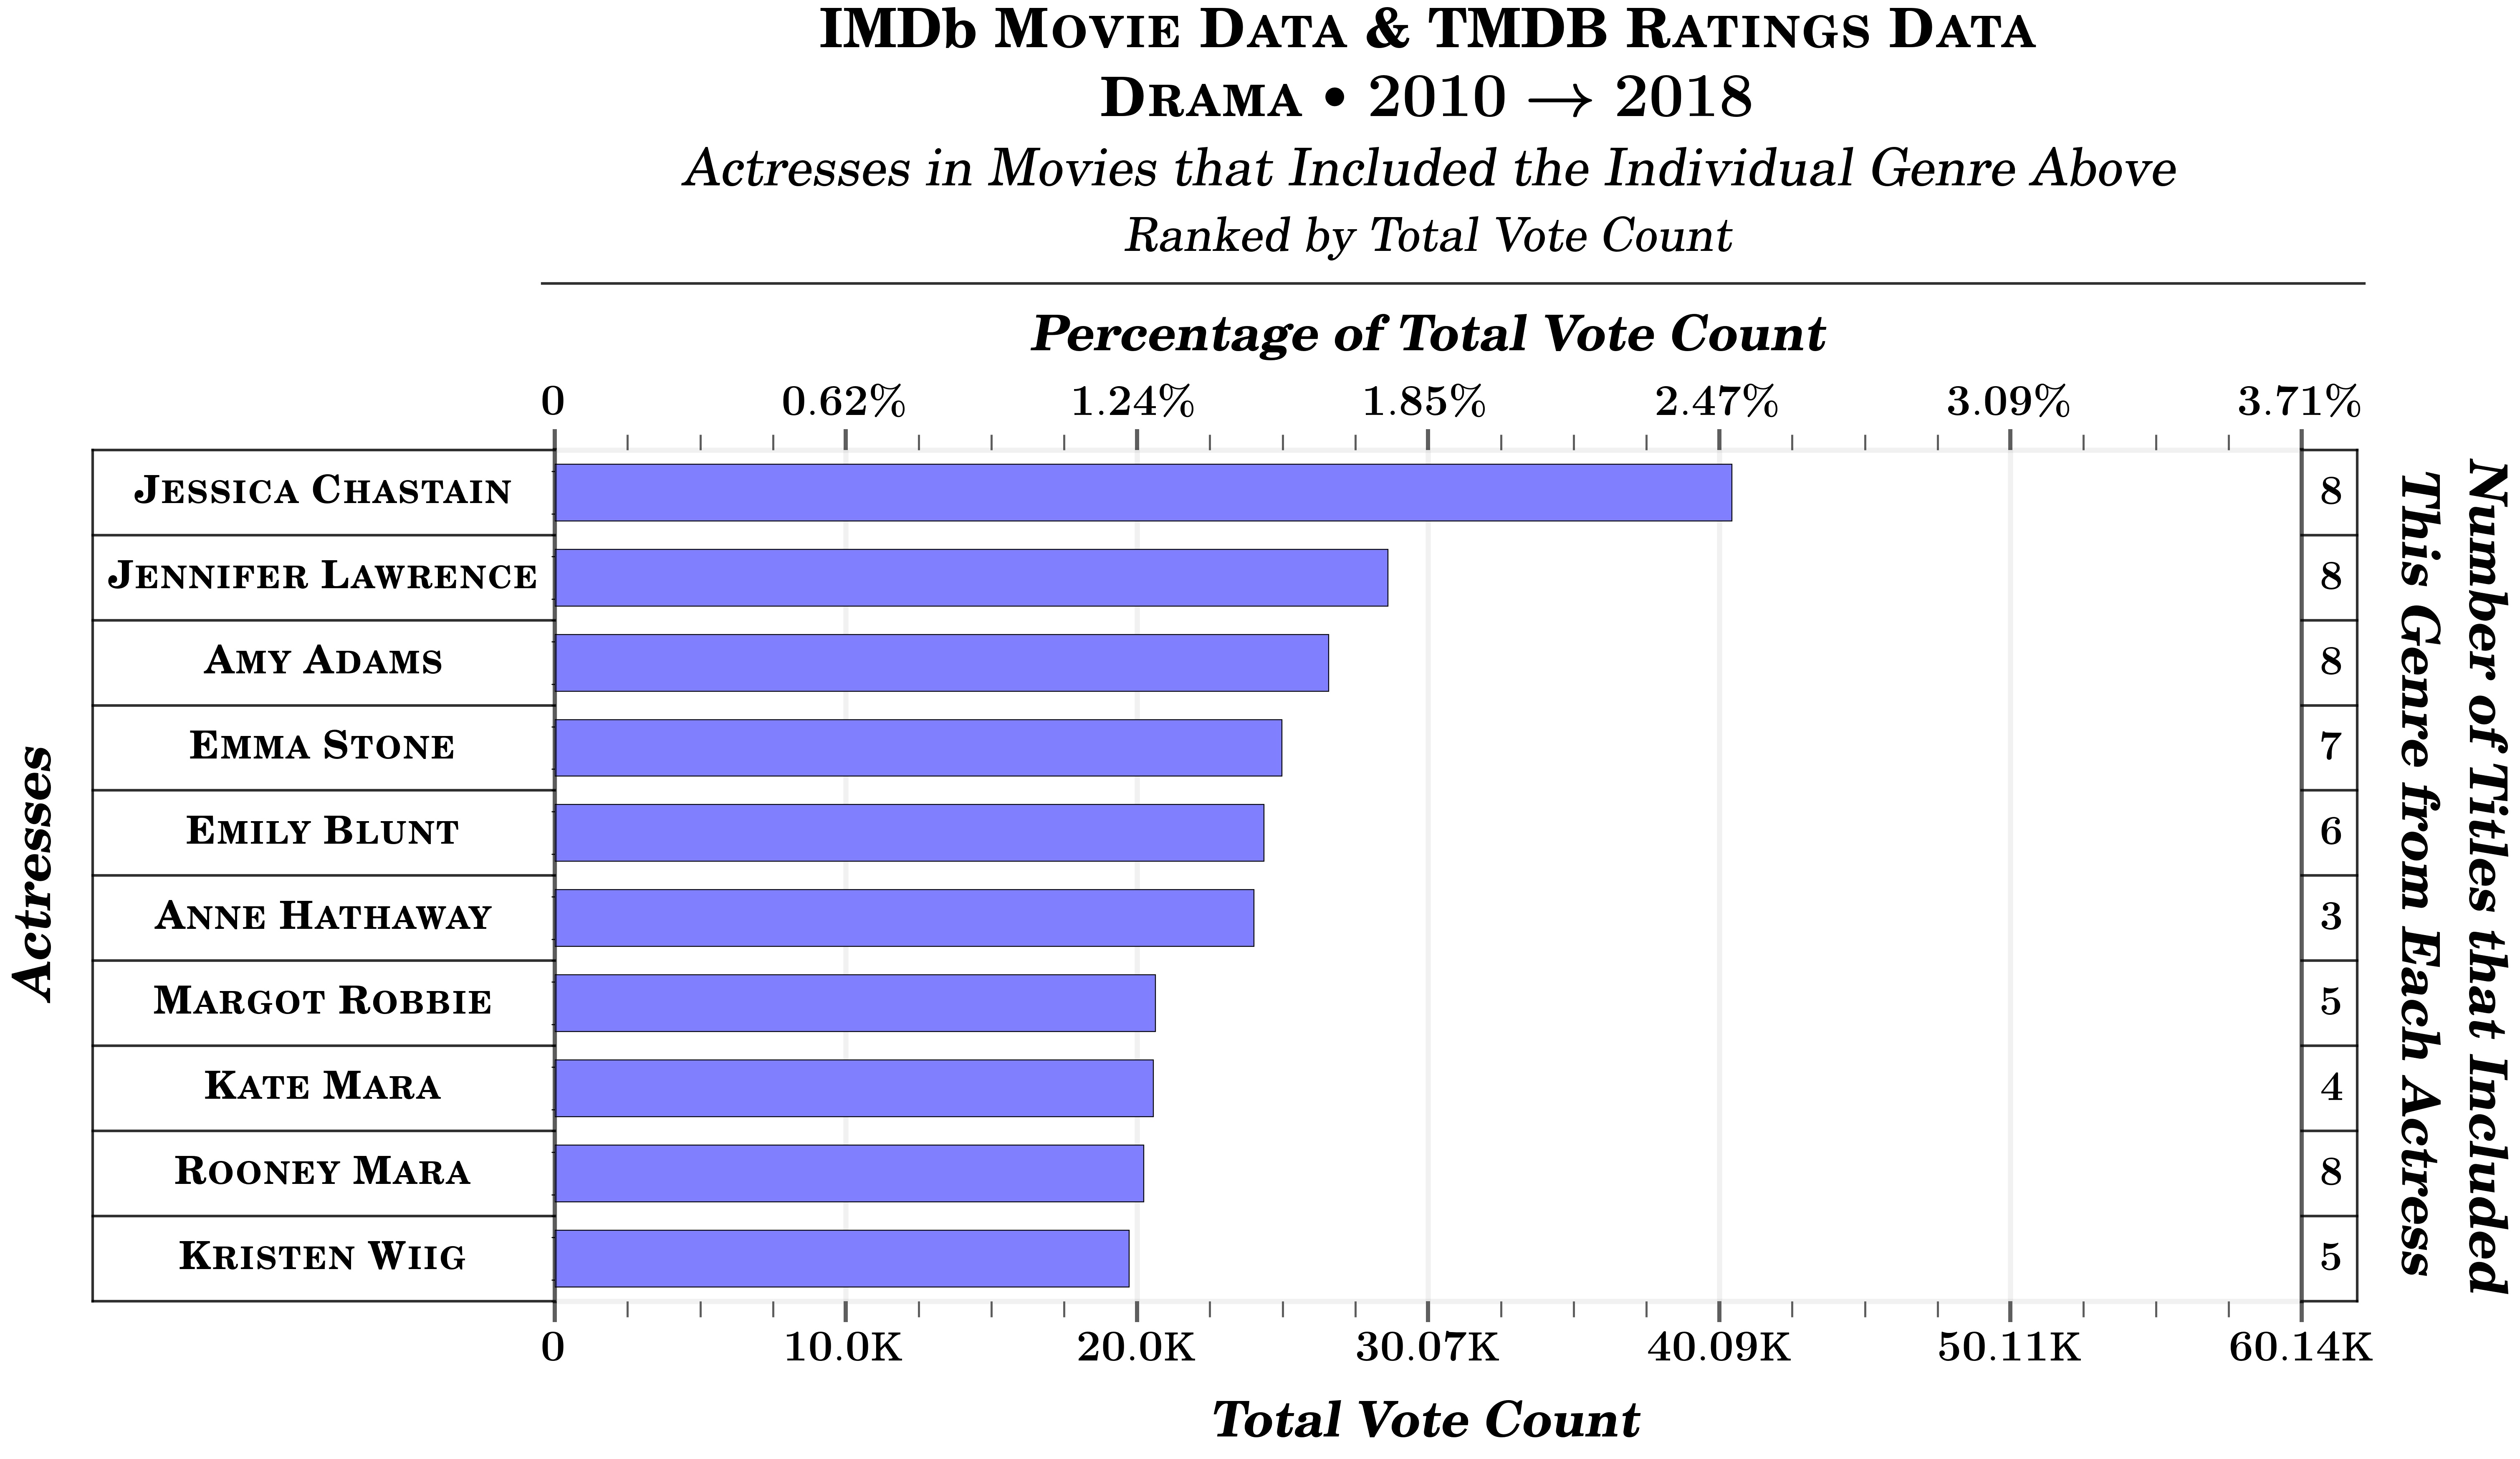 IMDb Movie Data & TMDB Ratings Data
Drama • 2010 → 2018
Actresses in Movies that Included the Individual Genre Above
Ranked by Total Vote Count
Percentage of Total Vote Count
0 0.62% 1.24% 1.85% 2.47% 3.09% 3.71%
Actresses
Jessica Chastain 8
Jennifer Lawrence 8
Amy Adams 8
Emma Stone 7
Emily Blunt 6
Anne Hathaway 3
Margot Robbie 5
Kate Mara 4
Rooney Mara 8
Kristen Wiig 5
Number of Titles that Included
This Genre from Each Actress
0 10.0K 20.0K 30.07K 40.09K 50.11K 60.14K
Total Vote Count